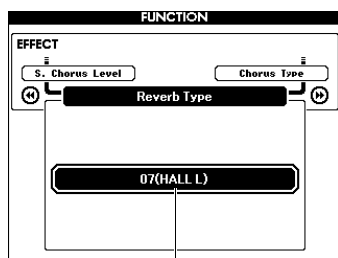 FUNCTION
EFFECT
S. Chorus Level
Chorus Type
Reverb Type
07(HALL L)